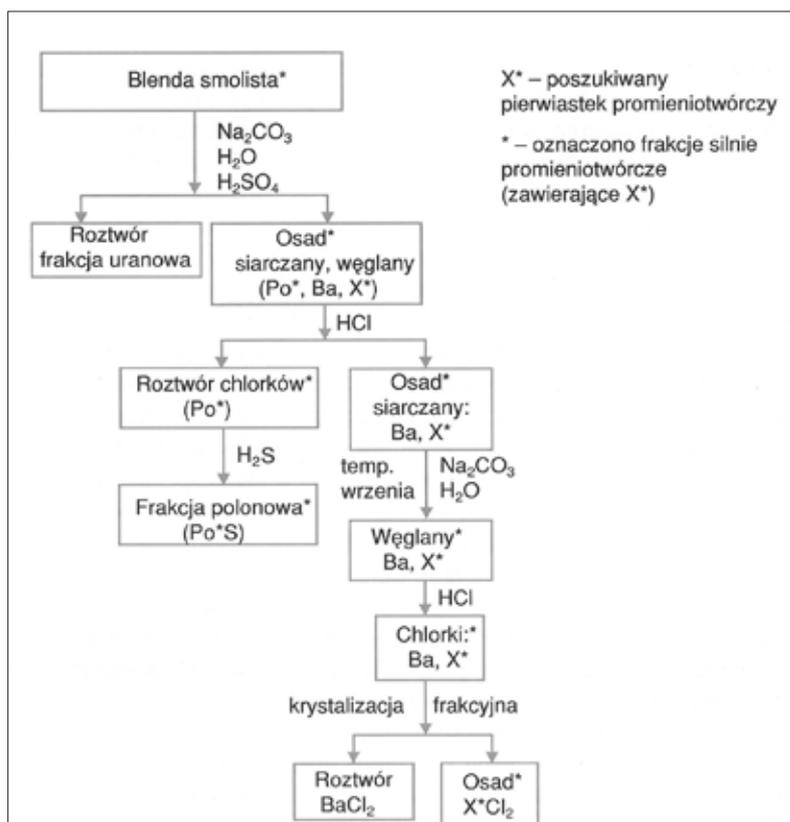 Blenda smolista*
X* – poszukiwany
pierwiastek promieniotwórczy
* – oznaczono frakcje silnie
promieniotwórcze
(zawierające X*)
Na₂CO₃
H₂O
H₂SO₄
Roztwór
frakcja uranowa
Osad*
siarczany, węglany
(Po*, Ba, X*)
HCl
Roztwór chlorków*
(Po*)
Osad*
siarczany:
Ba, X*
H₂S
temp.
wrzenia
Na₂CO₃
H₂O
Frakcja polonowa*
(Po*S)
Węglany*
Ba, X*
HCl
Chlorki:*
Ba, X*
krystalizacja frakcyjna
Roztwór
BaCl₂
Osad*
X*Cl₂